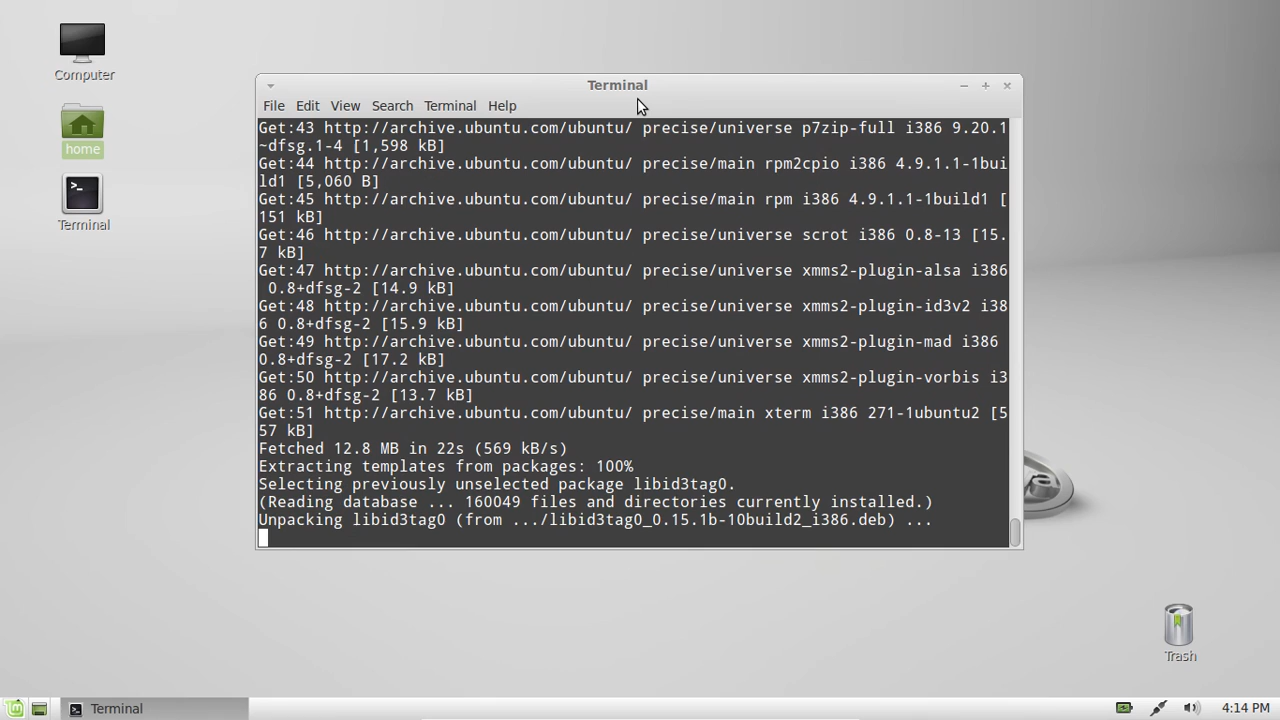 Computer
home
Terminal
Terminal
File Edit View Search Terminal Help
Get:43 http://archive.ubuntu.com/ubuntu/ precise/universe p7zip-full i386 9.20.1
~dfsg.1-4 [1,598 kB]
Get:44 http://archive.ubuntu.com/ubuntu/ precise/main rpm2cpio i386 4.9.1.1-1bui
ld1 [5,060 B]
Get:45 http://archive.ubuntu.com/ubuntu/ precise/main rpm i386 4.9.1.1-1build1 [
151 kB]
Get:46 http://archive.ubuntu.com/ubuntu/ precise/universe scrot i386 0.8-13 [15.
7 kB]
Get:47 http://archive.ubuntu.com/ubuntu/ precise/universe xmms2-plugin-alsa i386
 0.8+dfsg-2 [14.9 kB]
Get:48 http://archive.ubuntu.com/ubuntu/ precise/universe xmms2-plugin-id3v2 i38
6 0.8+dfsg-2 [15.9 kB]
Get:49 http://archive.ubuntu.com/ubuntu/ precise/universe xmms2-plugin-mad i386
0.8+dfsg-2 [17.2 kB]
Get:50 http://archive.ubuntu.com/ubuntu/ precise/universe xmms2-plugin-vorbis i3
86 0.8+dfsg-2 [13.7 kB]
Get:51 http://archive.ubuntu.com/ubuntu/ precise/main xterm i386 271-1ubuntu2 [5
57 kB]
Fetched 12.8 MB in 22s (569 kB/s)
Extracting templates from packages: 100%
Selecting previously unselected package libid3tag0.
(Reading database ... 160049 files and directories currently installed.)
Unpacking libid3tag0 (from .../libid3tag0_0.15.1b-10build2_i386.deb) ...
Trash
Terminal
4:14 PM